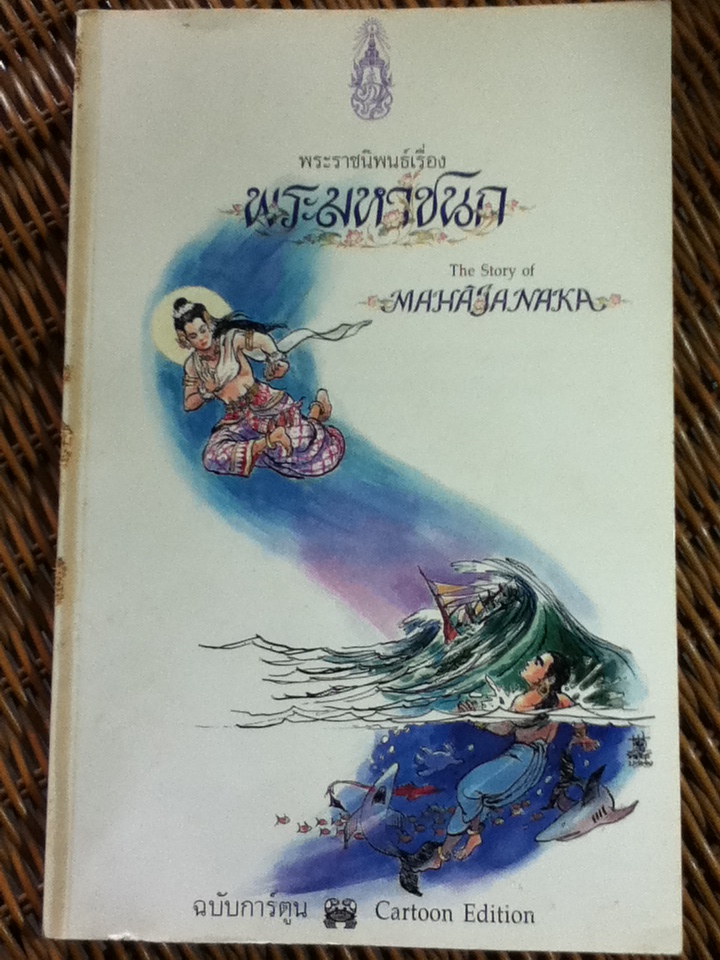 พระราชนิพนธ์เรื่อง
พระมหาชนก
The Story of
MAHĀJANAKA
ฉบับการ์ตูน Cartoon Edition